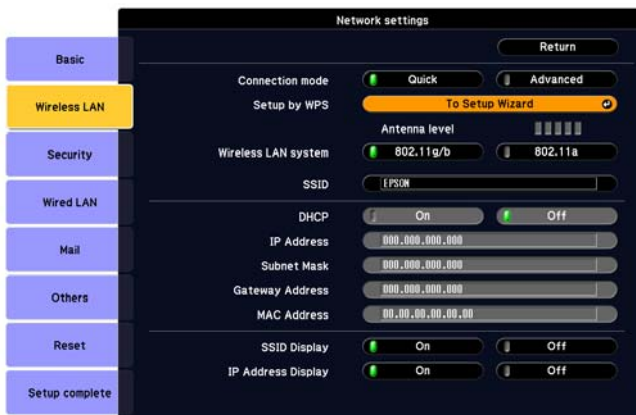 Network settings
Return
Basic
Connection mode Quick Advanced
Wireless LAN
Setup by WPS To Setup Wizard
Antenna level
Security
Wireless LAN system 802.11g/b 802.11a
SSID EPSON
Wired LAN
DHCP On Off
Mail
IP Address 000.000.000.000
Subnet Mask 000.000.000.000
Others
Gateway Address 000.000.000.000
MAC Address 00.00.00.00.00.00
Reset
SSID Display On Off
IP Address Display On Off
Setup complete